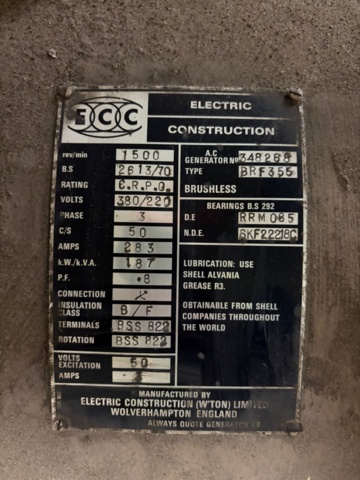 ECC
ELECTRIC
CONSTRUCTION
rev/min 1500
B.S 2613/70
RATING C.R.P.O.
VOLTS 380/220
PHASE 3
C/S 50
AMPS 283
k.W./k.V.A. 187
P.F. .8
CONNECTION
INSULATION
CLASS B/F
TERMINALS BSS 822
ROTATION BSS 822
VOLTS 50
EXCITATION
AMPS
A.C
GENERATOR Nº
TYPE BRF355
BRUSHLESS
BEARINGS B.S 292
D.E RRM085
N.D.E. SKF22218C
LUBRICATION: USE
SHELL ALVANIA
GREASE R3.
OBTAINABLE FROM SHELL
COMPANIES THROUGHOUT
THE WORLD
MANUFACTURED BY
ELECTRIC CONSTRUCTION (W'TON) LIMITED
WOLVERHAMPTON ENGLAND
ALWAYS QUOTE GENERATOR Nº